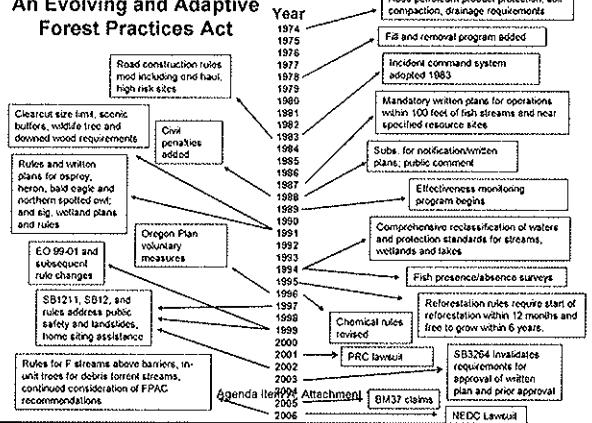 An Evolving and Adaptive
Forest Practices Act
Year
1974
1975
1976
1977
1978
1979
1980
1981
1982
1983
1984
1985
1986
1987
1988
1989
1990
1991
1992
1993
1994
1995
1996
1997
1998
1999
2000
2001
2002
2003
2005
2006
Road construction rules
mod including end haul,
high risk sites
Clearcut size limit, scenic
buffers, wildlife tree and
downed wood requirements
Civil
penalties
added
Rules and written
plans for osprey,
heron, bald eagle and
northern spotted owl;
and sig. wetland plans
and rules
Oregon Plan
voluntary
measures
EO 99-01 and
subsequent
rule changes
SB1211, SB12, and
rules address public
safety and landslides,
home siting assistance
Rules for F streams above barriers, in-
unit trees for debris torrent streams,
continued consideration of FPAC
recommendations
petroleum product protection, soil
compaction, drainage requirements
Fill and removal program added
Incident command system
adopted 1983
Mandatory written plans for operations
within 100 feet of fish streams and near
specified resource sites
Subs. for notification/written
plans; public comment
Effectiveness monitoring
program begins
Comprehensive reclassification of waters
and protection standards for streams,
wetlands and lakes
Fish presence/absence surveys
Reforestation rules require start of
reforestation within 12 months and
free to grow within 6 years.
Chemical rules
revised
PRC lawsuit
SB3264 Invalidates
requirements for
approval of written
plan and prior approval
BM37 claims
NEDC Lawsuit
Agenda Item Attachment